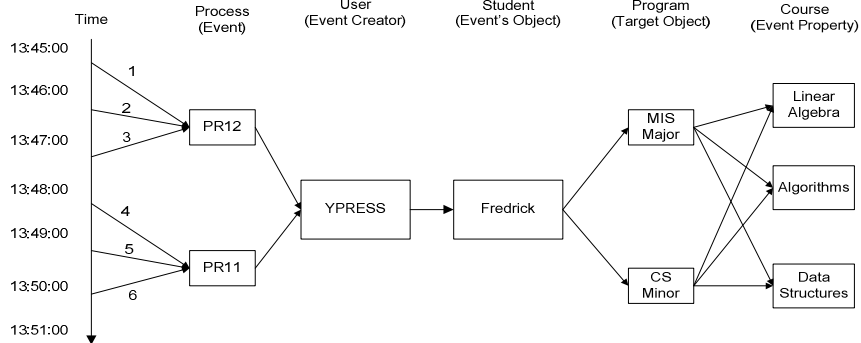 Time
Process
(Event)
User
(Event Creator)
Student
(Event's Object)
Program
(Target Object)
Course
(Event Property)
13:45:00
13:46:00
13:47:00
13:48:00
13:49:00
13:50:00
13:51:00
1
2
3
4
5
6
PR12
PR11
YPRESS
Fredrick
MIS
Major
CS
Minor
Linear
Algebra
Algorithms
Data
Structures